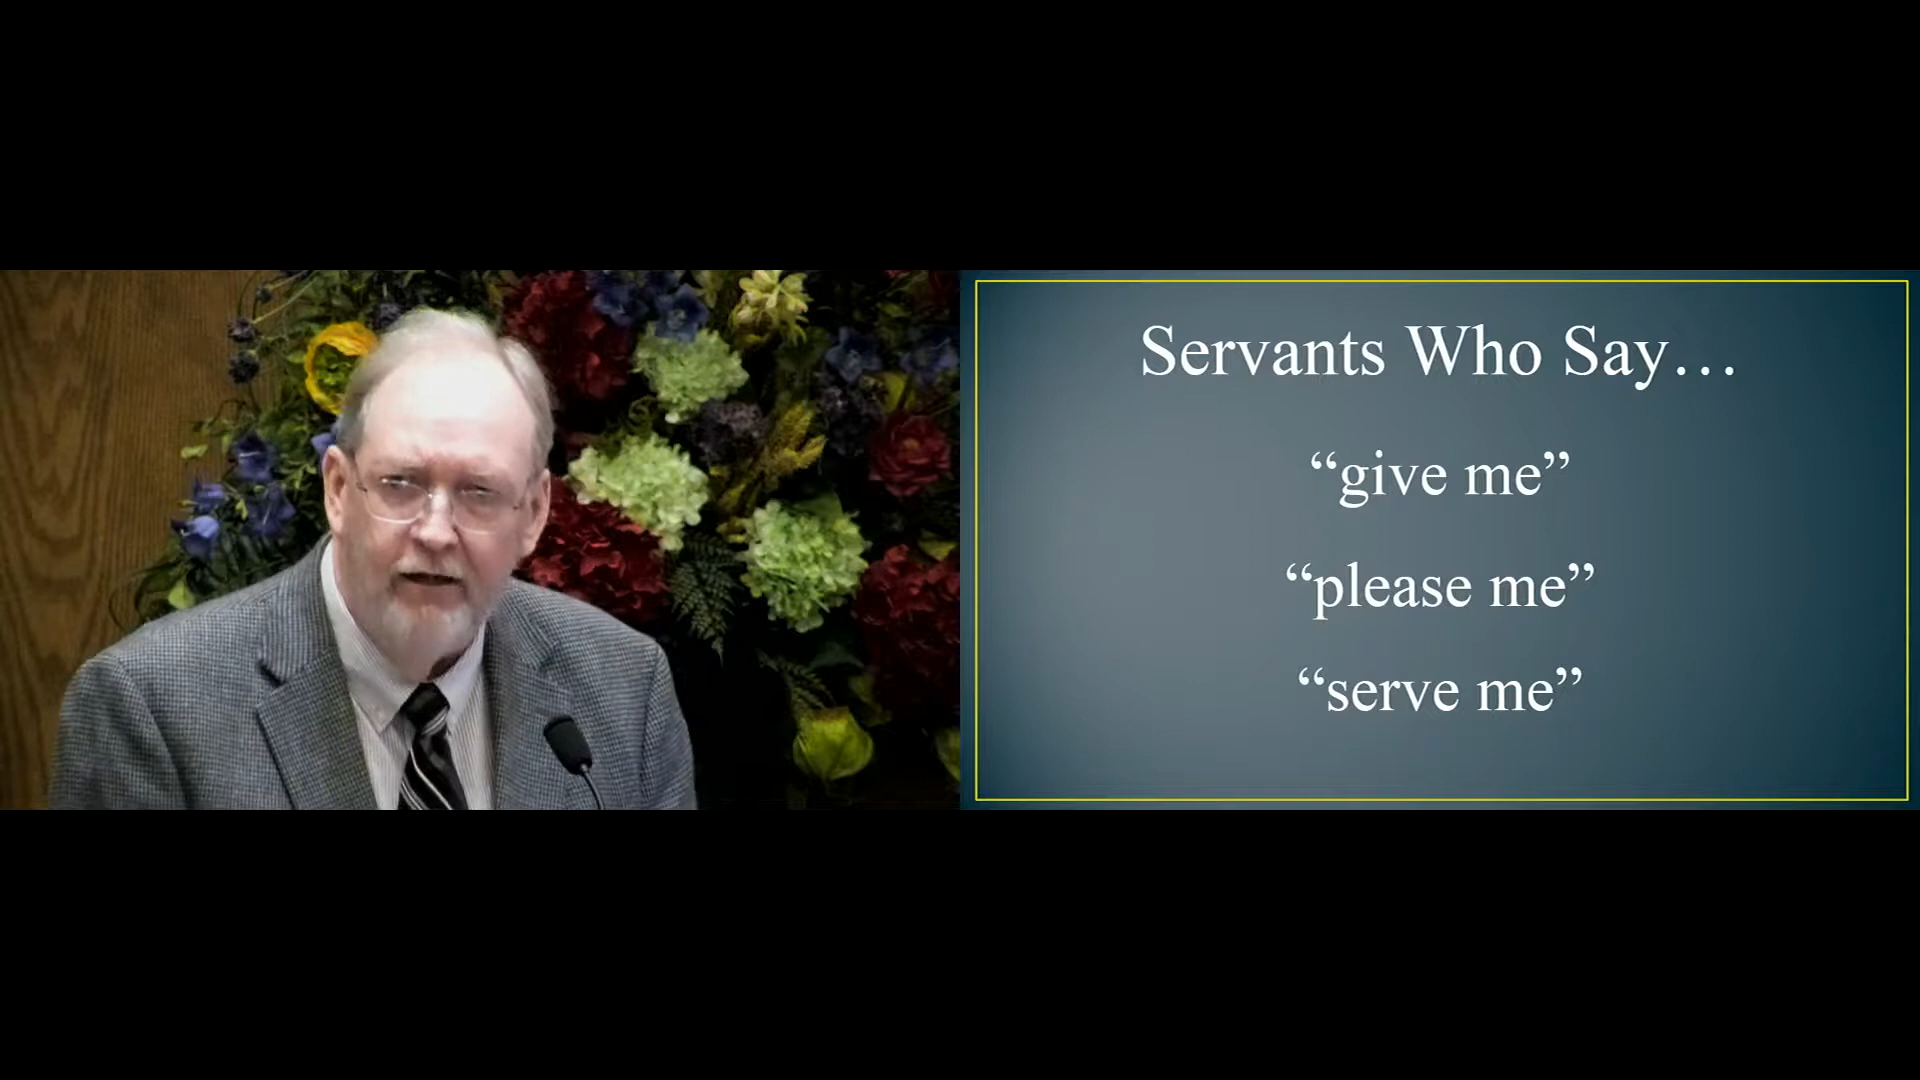 Servants Who Say…
“give me”
“please me”
“serve me”